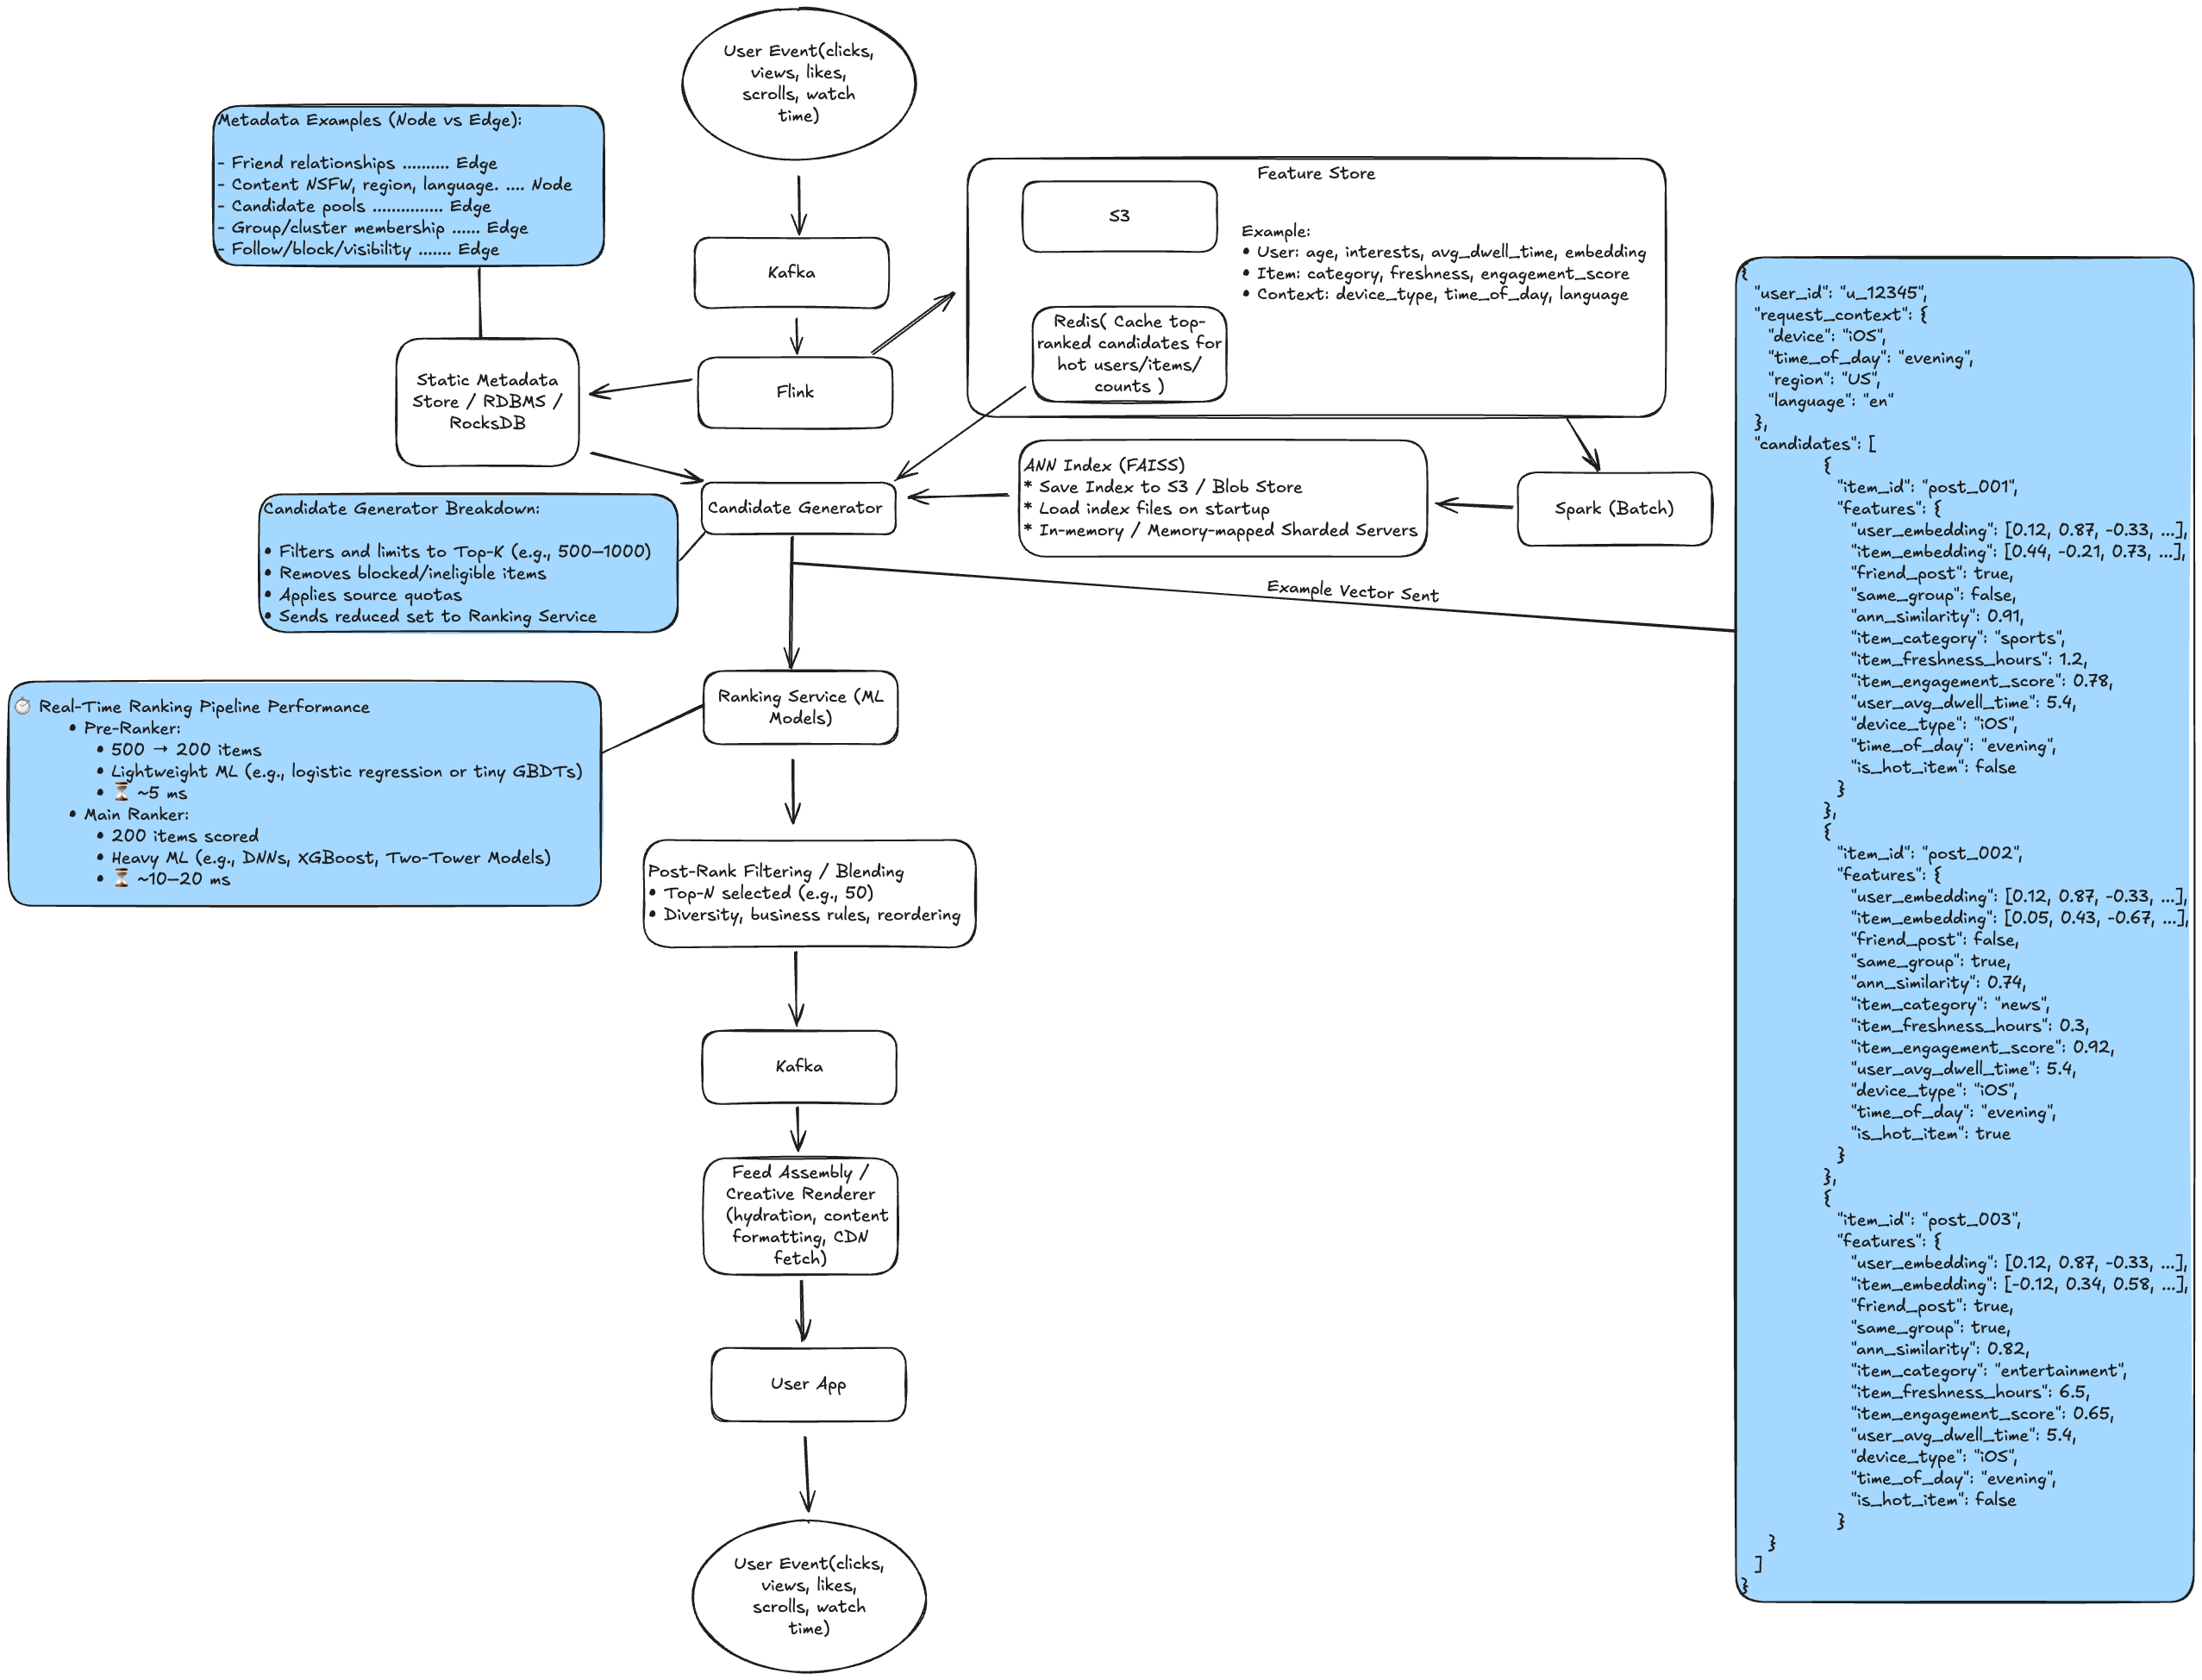 User Event(clicks,
views, likes,
scrolls, watch
time)
Metadata Examples (Node vs Edge):
- Friend relationships .......... Edge
- Content NSFW, region, language. .... Node
- Candidate pools ............... Edge
- Group/cluster membership ...... Edge
- Follow/block/visibility ....... Edge
Kafka
Flink
Static Metadata
Store / RDBMS /
RocksDB
Feature Store
S3
Example:
• User: age, interests, avg_dwell_time, embedding
• Item: category, freshness, engagement_score
• Context: device_type, time_of_day, language
Redis( Cache top-
ranked candidates for
hot users/items/
counts )
ANN Index (FAISS)
* Save Index to S3 / Blob Store
* Load index files on startup
* In-memory / Memory-mapped Sharded Servers
Spark (Batch)
Candidate Generator
Candidate Generator Breakdown:
• Filters and limits to Top-K (e.g., 500–1000)
• Removes blocked/ineligible items
• Applies source quotas
• Sends reduced set to Ranking Service
Example Vector Sent
Ranking Service (ML
Models)
⏱️ Real-Time Ranking Pipeline Performance
• Pre-Ranker:
• 500 → 200 items
• Lightweight ML (e.g., logistic regression or tiny GBDTs)
• ⏳ ~5 ms
• Main Ranker:
• 200 items scored
• Heavy ML (e.g., DNNs, XGBoost, Two-Tower Models)
• ⏳ ~10–20 ms
Post-Rank Filtering / Blending
• Top-N selected (e.g., 50)
• Diversity, business rules, reordering
Kafka
Feed Assembly /
Creative Renderer
(hydration, content
formatting, CDN
fetch)
User App
User Event(clicks,
views, likes,
scrolls, watch
time)
{
"user_id": "u_12345",
"request_context": {
"device": "iOS",
"time_of_day": "evening",
"region": "US",
"language": "en"
},
"candidates": [
{
"item_id": "post_001",
"features": {
"user_embedding": [0.12, 0.87, -0.33, ...],
"item_embedding": [0.44, -0.21, 0.73, ...],
"friend_post": true,
"same_group": false,
"ann_similarity": 0.91,
"item_category": "sports",
"item_freshness_hours": 1.2,
"item_engagement_score": 0.78,
"user_avg_dwell_time": 5.4,
"device_type": "iOS",
"time_of_day": "evening",
"is_hot_item": false
}
},
{
"item_id": "post_002",
"features": {
"user_embedding": [0.12, 0.87, -0.33, ...],
"item_embedding": [0.05, 0.43, -0.67, ...],
"friend_post": false,
"same_group": true,
"ann_similarity": 0.74,
"item_category": "news",
"item_freshness_hours": 0.3,
"item_engagement_score": 0.92,
"user_avg_dwell_time": 5.4,
"device_type": "iOS",
"time_of_day": "evening",
"is_hot_item": true
}
},
{
"item_id": "post_003",
"features": {
"user_embedding": [0.12, 0.87, -0.33, ...],
"item_embedding": [-0.12, 0.34, 0.58, ...],
"friend_post": true,
"same_group": true,
"ann_similarity": 0.82,
"item_category": "entertainment",
"item_freshness_hours": 6.5,
"item_engagement_score": 0.65,
"user_avg_dwell_time": 5.4,
"device_type": "iOS",
"time_of_day": "evening",
"is_hot_item": false
}
}
]
}